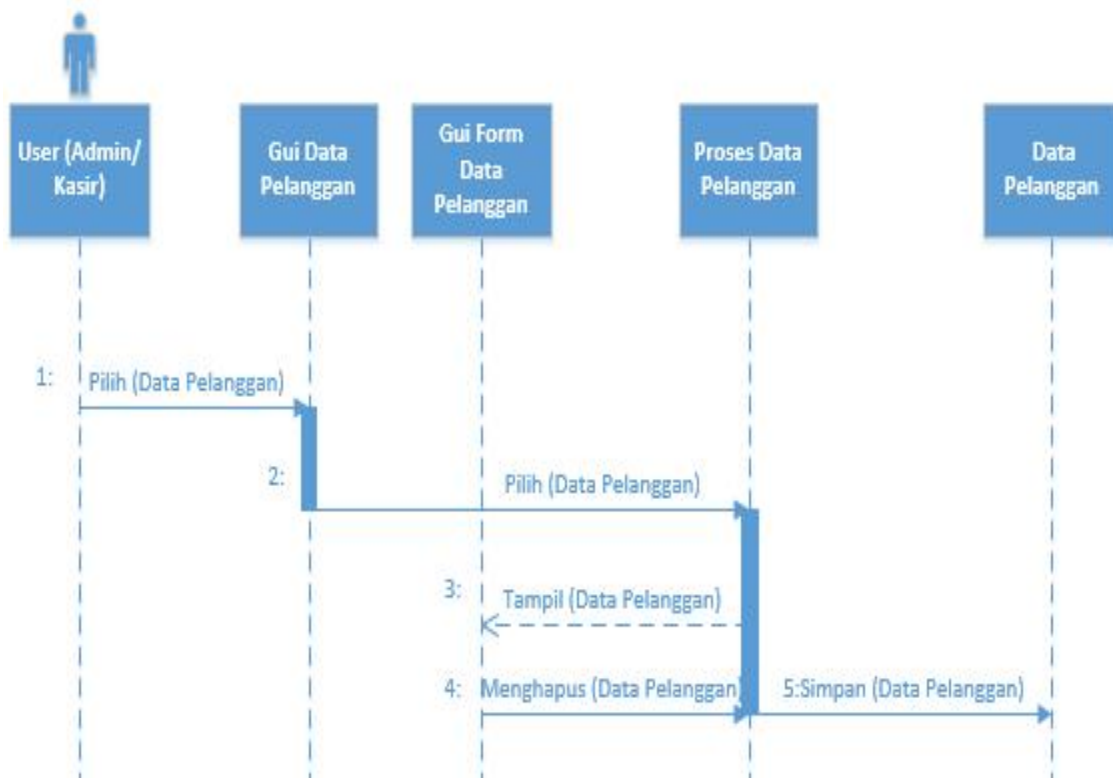 User (Admin/
Kasir)
Gui Data
Pelanggan
Gui Form
Data
Pelanggan
Proses Data
Pelanggan
Data
Pelanggan
1:
Pilih (Data Pelanggan)
2:
Pilih (Data Pelanggan)
3:
Tampil (Data Pelanggan)
4:
Menghapus (Data Pelanggan)
5:Simpan (Data Pelanggan)